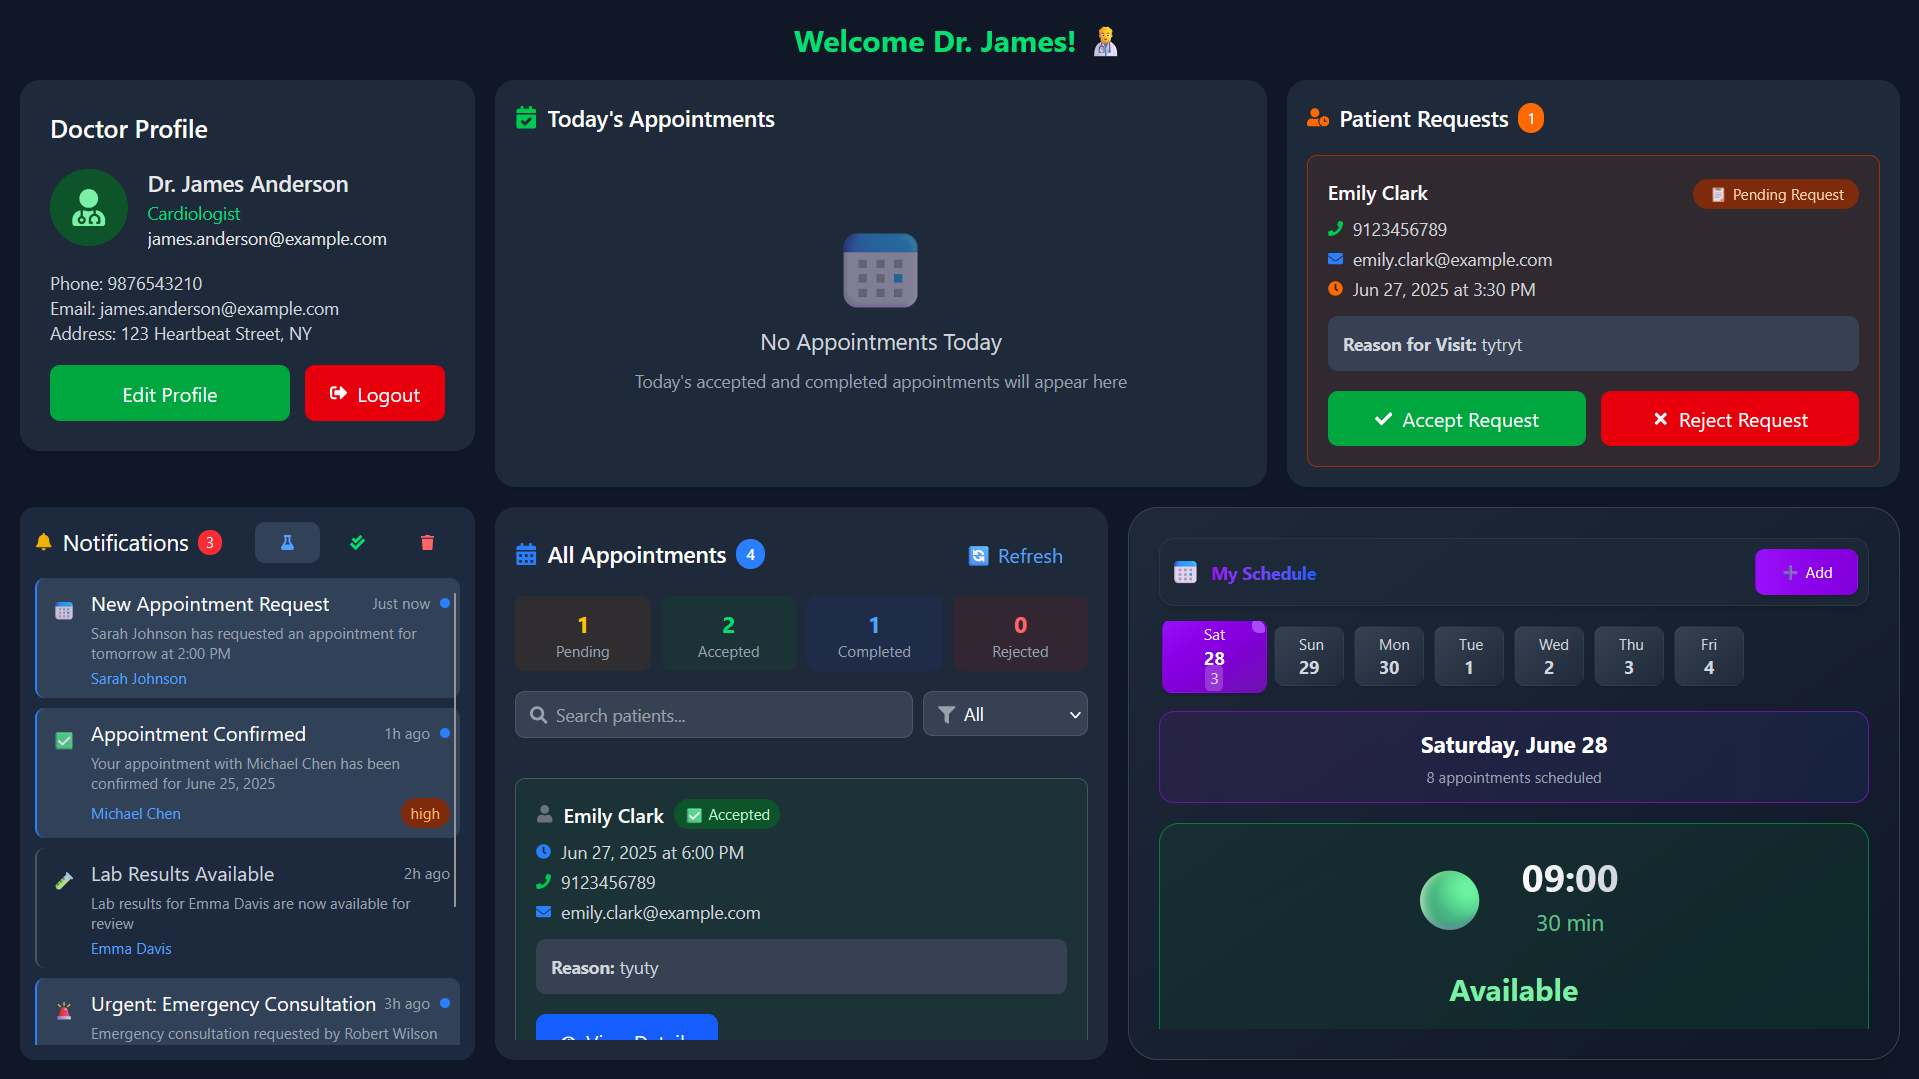 Welcome Dr. James!
Doctor Profile
Dr. James Anderson
Cardiologist
james.anderson@example.com
Phone: 9876543210
Email: james.anderson@example.com
Address: 123 Heartbeat Street, NY
Edit Profile
Logout
Today's Appointments
No Appointments Today
Today's accepted and completed appointments will appear here
Patient Requests 1
Emily Clark
Pending Request
9123456789
emily.clark@example.com
Jun 27, 2025 at 3:30 PM
Reason for Visit: tytryt
Accept Request
Reject Request
Notifications 3
New Appointment Request Just now
Sarah Johnson has requested an appointment for
tomorrow at 2:00 PM
Sarah Johnson
Appointment Confirmed 1h ago
Your appointment with Michael Chen has been
confirmed for June 25, 2025
Michael Chen high
Lab Results Available 2h ago
Lab results for Emma Davis are now available for
review
Emma Davis
Urgent: Emergency Consultation 3h ago
Emergency consultation requested by Robert Wilson
All Appointments 4
Refresh
1
Pending
2
Accepted
1
Completed
0
Rejected
Search patients...
All
Emily Clark Accepted
Jun 27, 2025 at 6:00 PM
9123456789
emily.clark@example.com
Reason: tyuty
My Schedule
Add
Sat
28
3
Sun
29
Mon
30
Tue
1
Wed
2
Thu
3
Fri
4
Saturday, June 28
8 appointments scheduled
09:00
30 min
Available